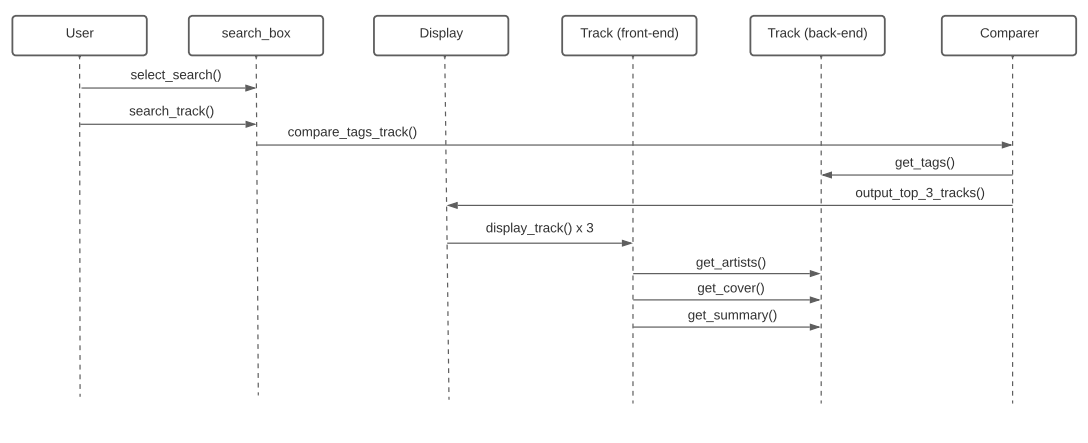 User
search_box
Display
Track (front-end)
Track (back-end)
Comparer
select_search()
search_track()
compare_tags_track()
get_tags()
output_top_3_tracks()
display_track() x 3
get_artists()
get_cover()
get_summary()